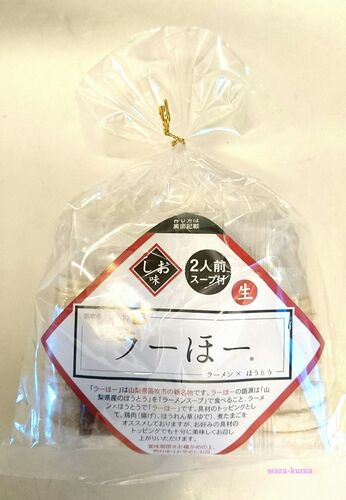 作り方は
裏面記載
しお
味
2人前
スープ付
生
ラーほー®
ラーメン×ほうとう
「ラーほー」は山梨県笛吹市の新名物です。ラーほーの語源は「山
梨県産のほうとう」を「ラーメンスープ」で食べること、ラーメ
ン×ほうとうで「ラーほー」です。具材のトッピングとし
て、鶏肉(揚げ)、ほうれん草(ゆで)、煮たまごを
オススメしておりますが、お好みの具材の
トッピングでも十分に美味しくお召し
上がりいただけます。
wara-kuma